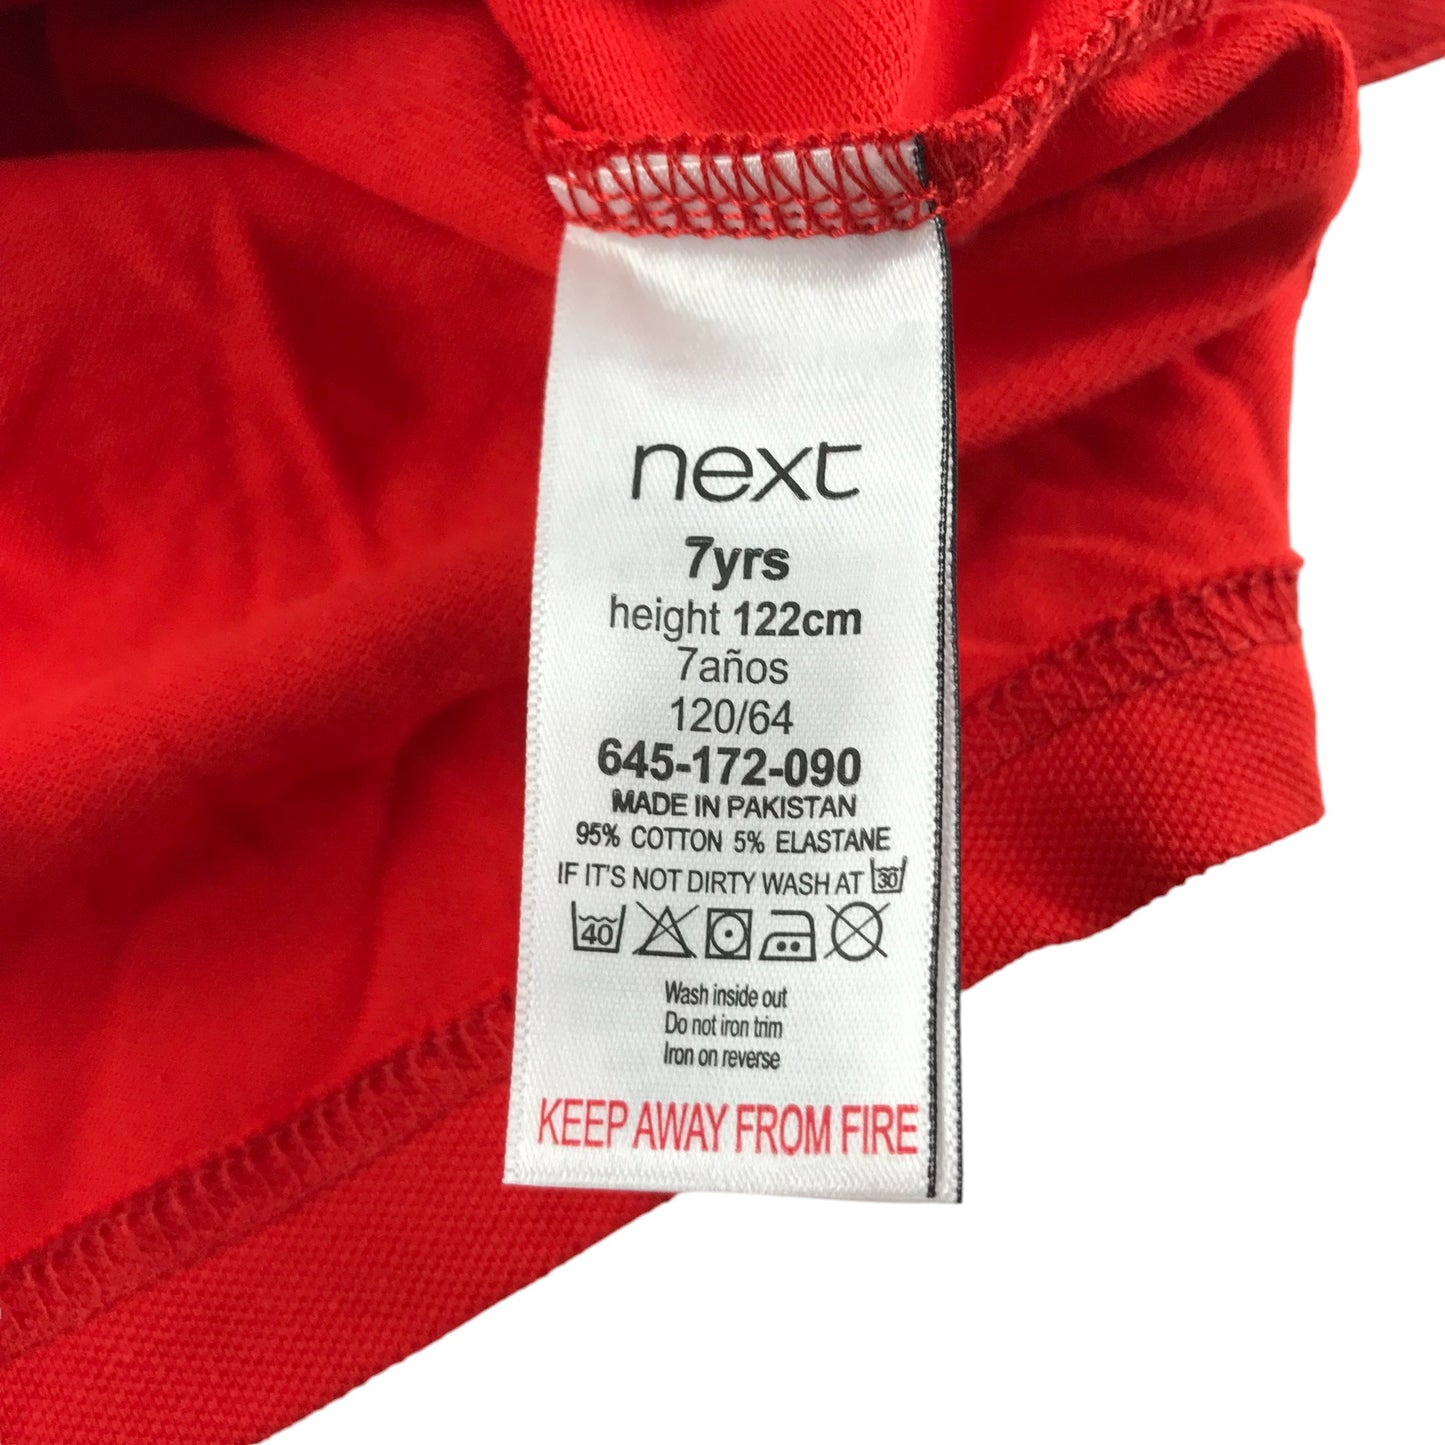 next
7yrs
height 122cm
7años
120/64
645-172-090
MADE IN PAKISTAN
95% COTTON 5% ELASTANE
IF IT'S NOT DIRTY WASH AT 30
40
Wash inside out
Do not iron trim
Iron on reverse
KEEP AWAY FROM FIRE